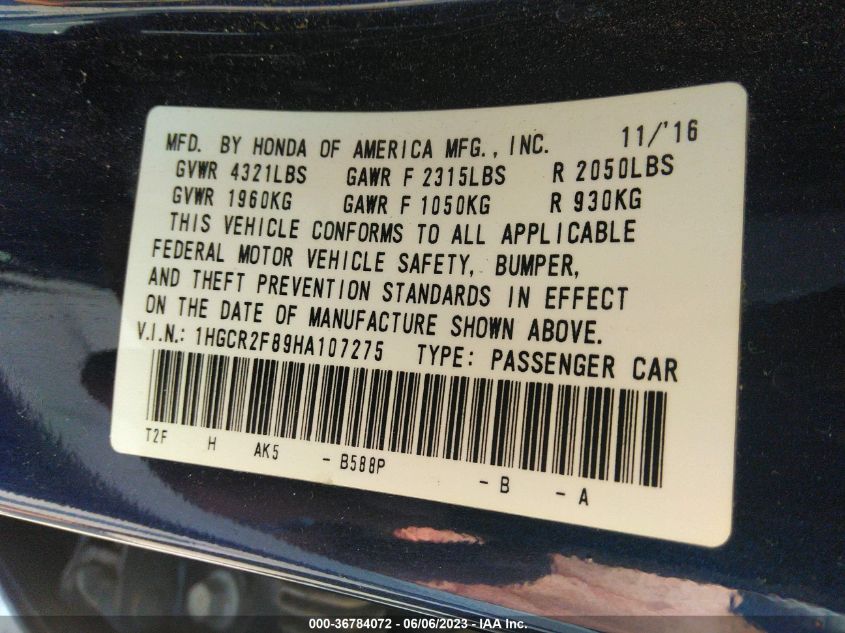 MFD. BY HONDA OF AMERICA MFG., INC. 11/'16
GVWR 4321LBS GAWR F 2315LBS R 2050LBS
GVWR 1960KG GAWR F 1050KG R 930KG
THIS VEHICLE CONFORMS TO ALL APPLICABLE
FEDERAL MOTOR VEHICLE SAFETY, BUMPER,
AND THEFT PREVENTION STANDARDS IN EFFECT
ON THE DATE OF MANUFACTURE SHOWN ABOVE.
V.I.N.: 1HGCR2F89HA107275 TYPE: PASSENGER CAR
T2F H AK5 - B588P - B - A
000-36784072 - 06/06/2023 - IAA Inc.